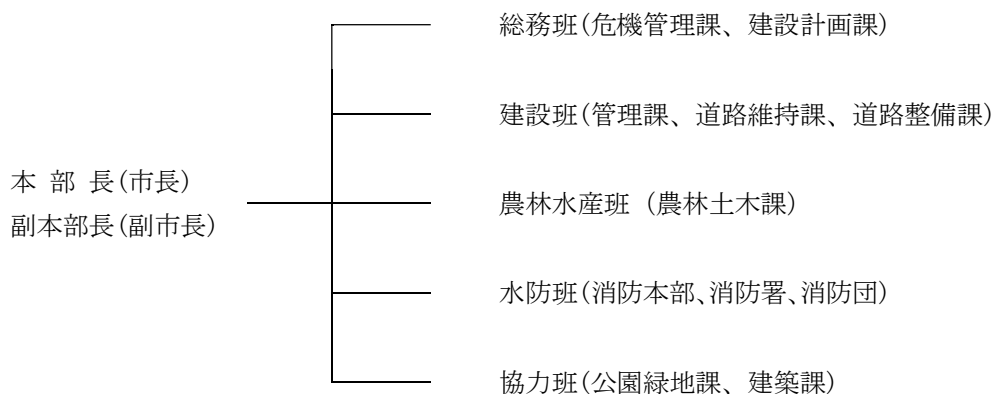 総務班(危機管理課、建設計画課)
建設班(管理課、道路維持課、道路整備課)
本 部 長(市長)
副本部長(副市長)
農林水産班 (農林土木課)
水防班(消防本部、消防署、消防団)
協力班(公園緑地課、建築課)